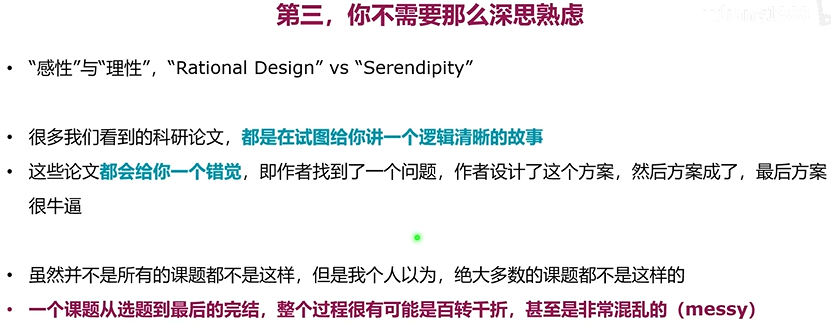 第三，你不需要那么深思熟虑
• “感性”与“理性”，“Rational Design” vs “Serendipity”
• 很多我们看到的科研论文，都是在试图给你讲一个逻辑清晰的故事
• 这些论文都会给你一个错觉，即作者找到了一个问题，作者设计了这个方案，然后方案成了，最后方案
很牛逼
• 虽然并不是所有的课题都不是这样，但是我个人以为，绝大多数的课题都不是这样的
• 一个课题从选题到最后的完结，整个过程很有可能是百转千折，甚至是非常混乱的（messy）